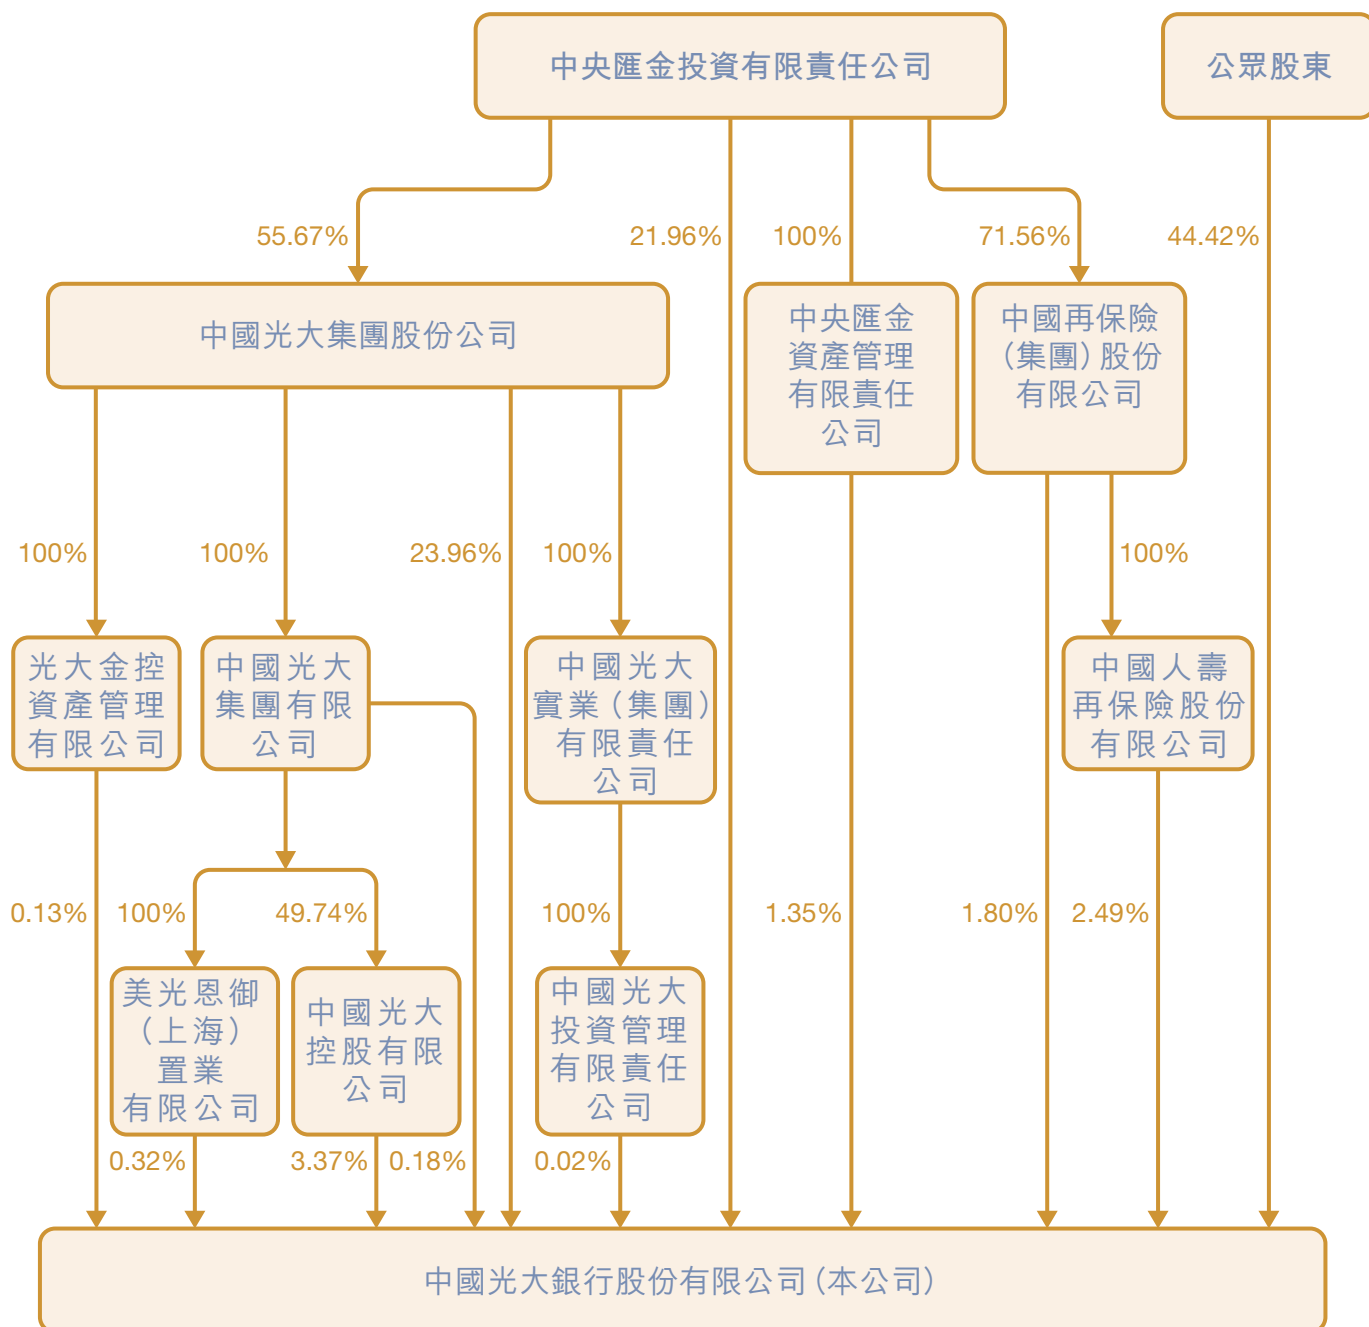 中央匯金投資有限責任公司
公眾股東
55.67%
21.96%
100%
71.56%
44.42%
中國光大集團股份公司
中央匯金
資產管理
有限責任
公司
中國再保險
(集團)股份
有限公司
100%
100%
23.96%
100%
100%
光大金控
資產管理
有限公司
中國光大
集團有限
公司
中國光大
實業(集團)
有限責任
公司
中國人壽
再保險股份
有限公司
0.13%
100%
49.74%
100%
1.35%
1.80%
2.49%
美光恩御
(上海)
置業
有限公司
中國光大
控股有限
公司
中國光大
投資管理
有限責任
公司
0.32%
3.37%
0.18%
0.02%
中國光大銀行股份有限公司(本公司)